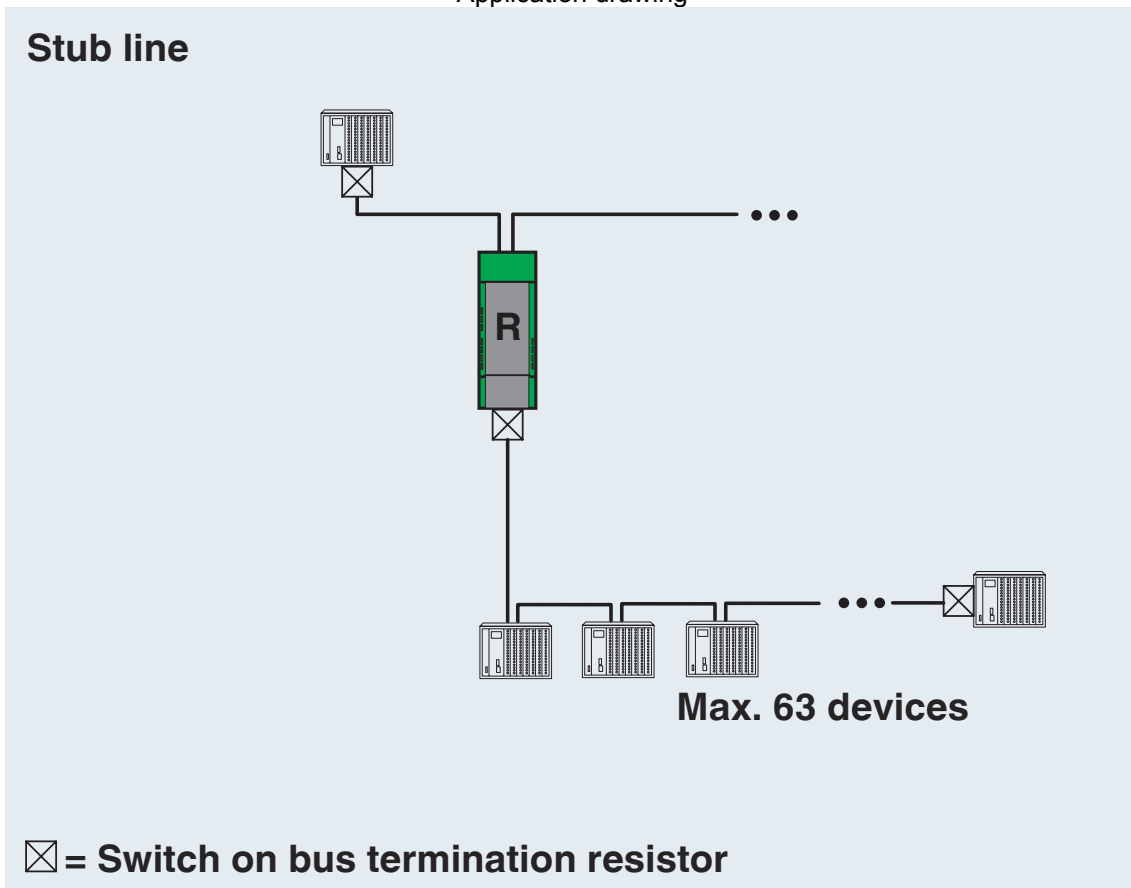 Application drawing
Stub line
R
Max. 63 devices
= Switch on bus termination resistor